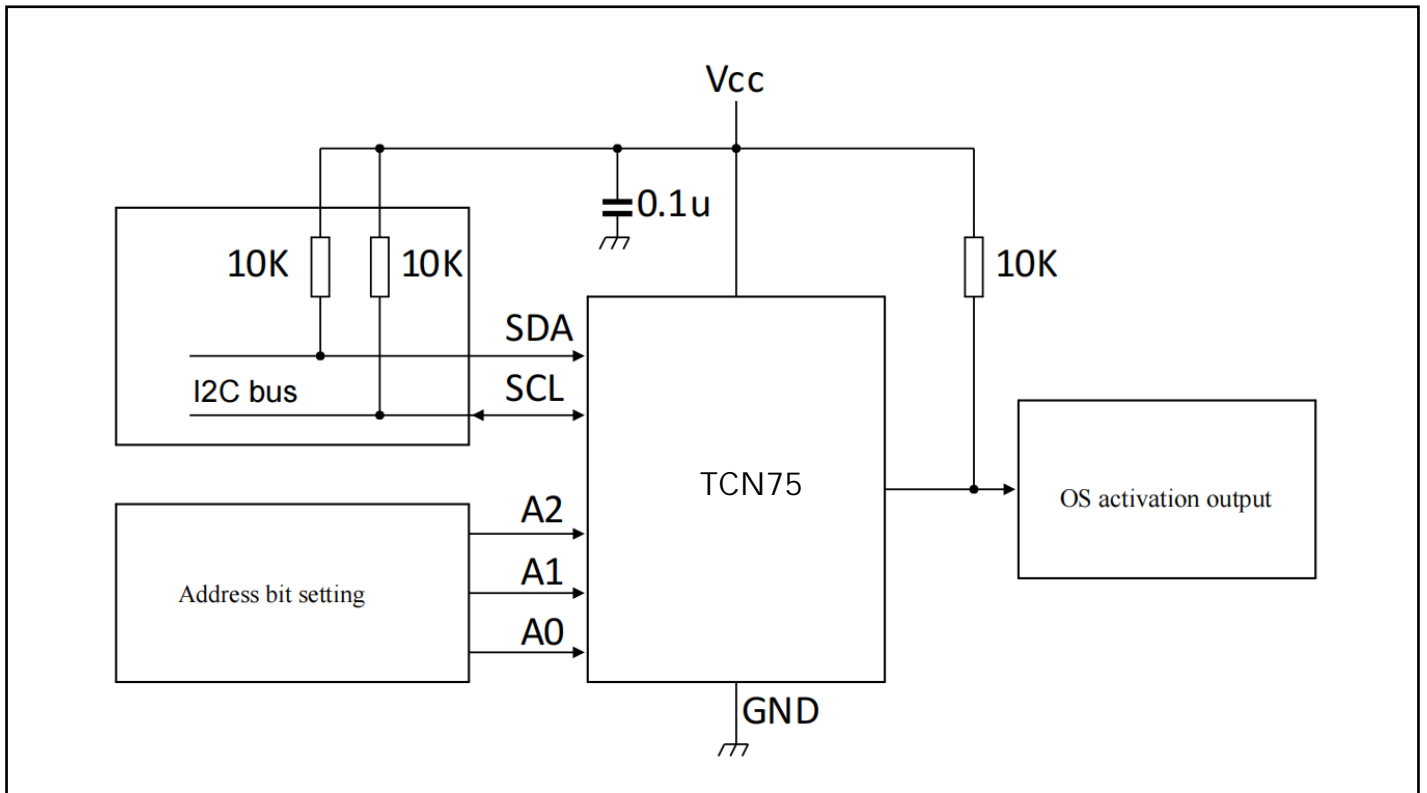 Vcc
0.1u
10K 10K
10K
SDA
I2C bus
SCL
TCN75
OS activation output
A2
Address bit setting
A1
A0
GND